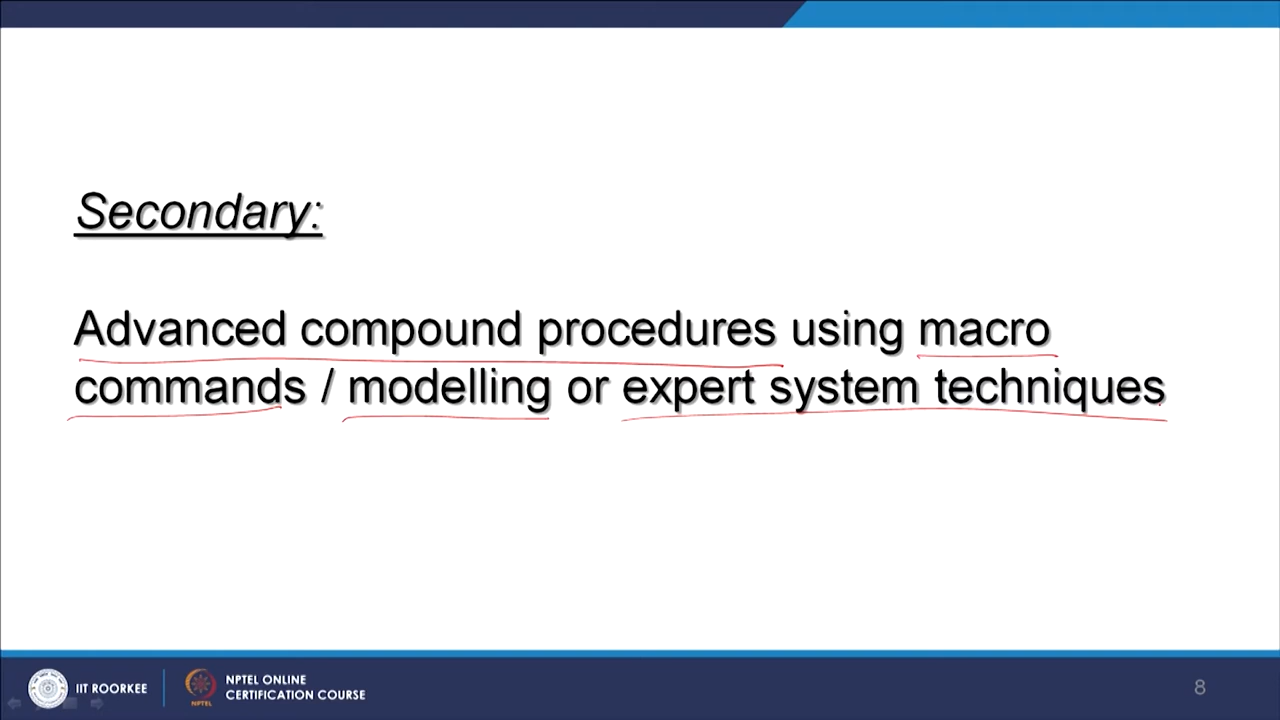 Secondary:
Advanced compound procedures using macro
commands / modelling or expert system techniques
IIT ROORKEE
NPTEL
NPTEL ONLINE
CERTIFICATION COURSE
8